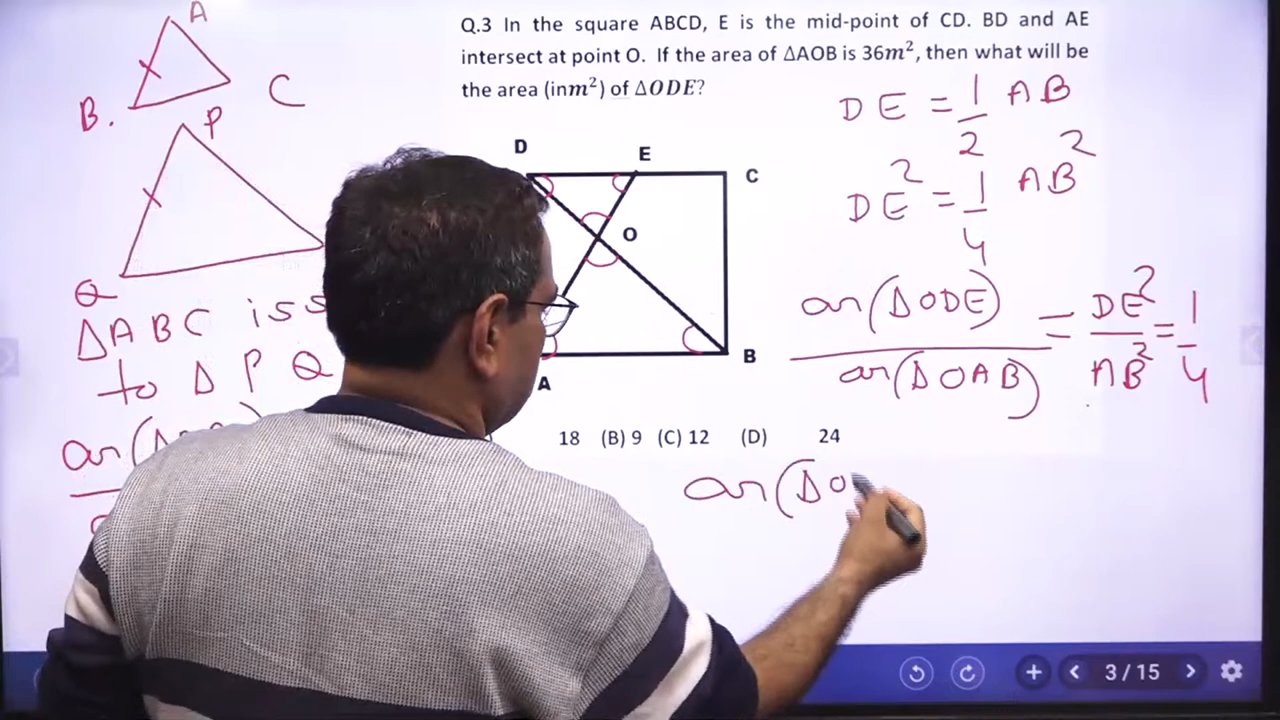 Q.3 In the square ABCD, E is the mid-point of CD. BD and AE
intersect at point O. If the area of ΔAOB is 36m², then what will be
the area (inm²) of ΔODE?
A
B.
C
P
Q
ΔABC is
to Δ P Q
ar(Δ
D
E
C
O
A
B
DE = 1/2 AB
DE² = 1/4 AB²
ar(ΔODE)/ar(ΔOAB) = DE²/AB² = 1/4
18 (B) 9 (C) 12 (D) 24
ar(ΔO
3 / 15